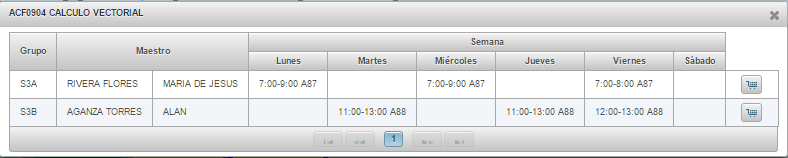 ACF0904 CALCULO VECTORIAL
Grupo Maestro Semana
Lunes Martes Miércoles Jueves Viernes Sábado
S3A RIVERA FLORES MARIA DE JESUS 7:00-9:00 A87 7:00-9:00 A87 7:00-8:00 A87
S3B AGANZA TORRES ALAN 11:00-13:00 A88 11:00-13:00 A88 12:00-13:00 A88
1